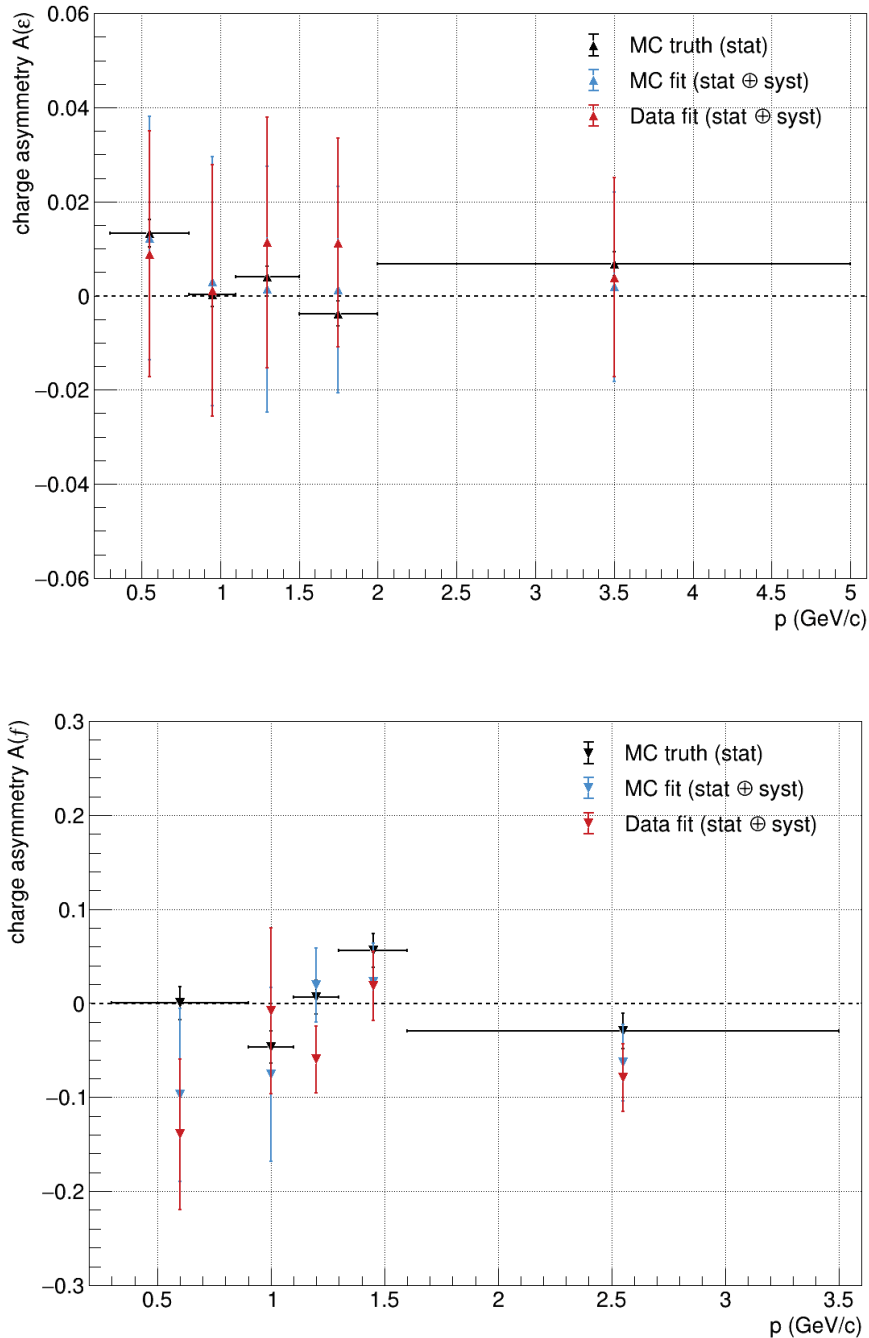 charge asymmetry A(ε)
0.06
0.04
0.02
0
−0.02
−0.04
−0.06
MC truth (stat)
MC fit (stat ⊕ syst)
Data fit (stat ⊕ syst)
0.5 1 1.5 2 2.5 3 3.5 4 4.5 5
p (GeV/c)
charge asymmetry A(f)
0.3
0.2
0.1
0
−0.1
−0.2
−0.3
MC truth (stat)
MC fit (stat ⊕ syst)
Data fit (stat ⊕ syst)
0.5 1 1.5 2 2.5 3 3.5
p (GeV/c)